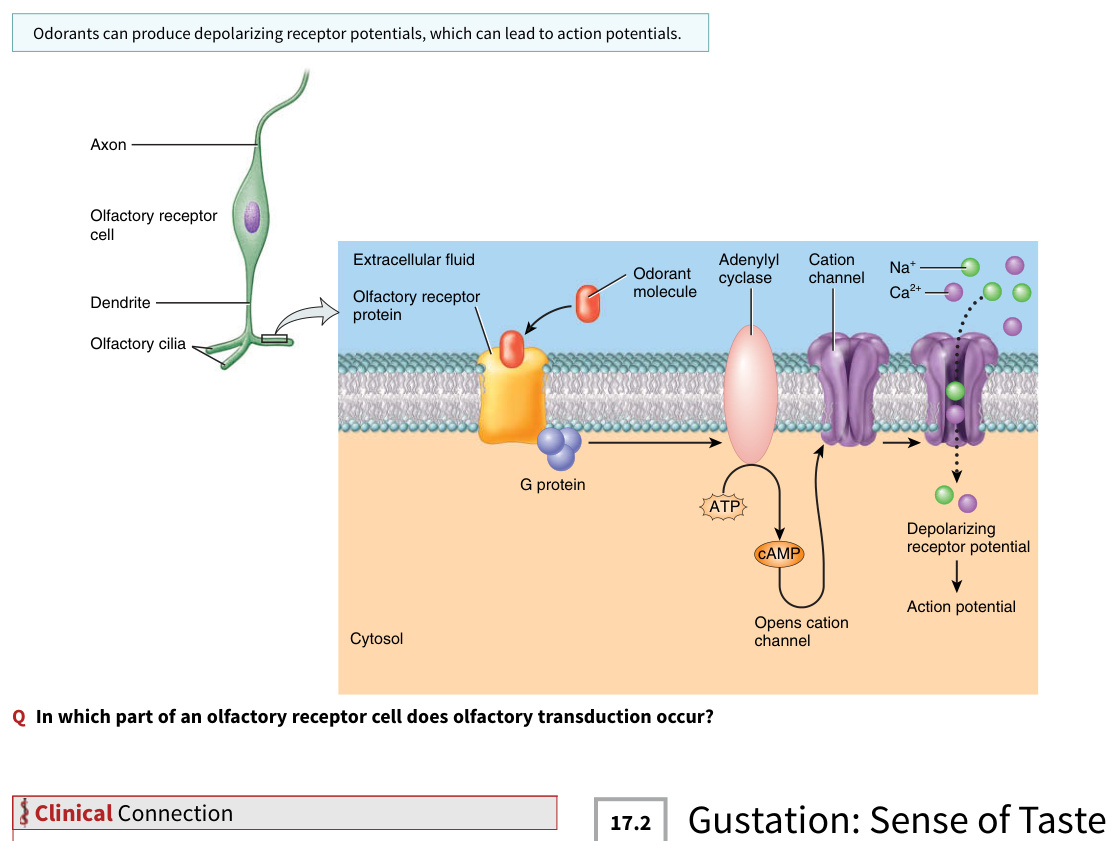 Odorants can produce depolarizing receptor potentials, which can lead to action potentials.
Axon
Olfactory receptor
cell
Dendrite
Olfactory cilia
Extracellular fluid
Olfactory receptor
protein
Odorant
molecule
Adenylyl
cyclase
Cation
channel
Na⁺
Ca²⁺
G protein
ATP
cAMP
Opens cation
channel
Depolarizing
receptor potential
Action potential
Cytosol
Q In which part of an olfactory receptor cell does olfactory transduction occur?
Clinical Connection
17.2 Gustation: Sense of Taste